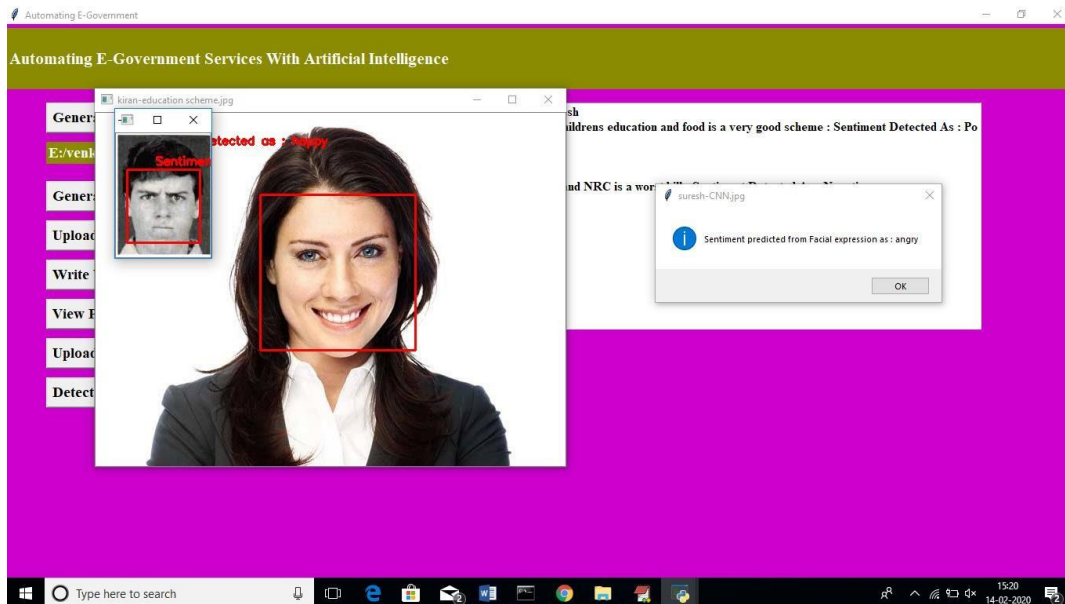 Automating E-Government
Automating E-Government Services With Artificial Intelligence
kiran-education scheme.jpg
sh
Gener
ildrens education and food is a very good scheme : Sentiment Detected As : Po
etected as : happy
E:/venk
Sentimen
nd NRC is a wor
suresh-CNN.jpg
Gener
Sentiment predicted from Facial expression as : angry
Upload
Write
OK
View P
Upload
Detect
Type here to search
15:20
14-02-2020